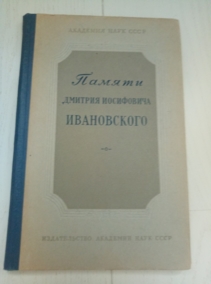 АКАДЕМИЯ НАУК СССР
Памяти
ДМИТРИЯ ИОСИФОВИЧА
ИВАНОВСКОГО
ИЗДАТЕЛЬСТВО АКАДЕМИИ НАУК СССР